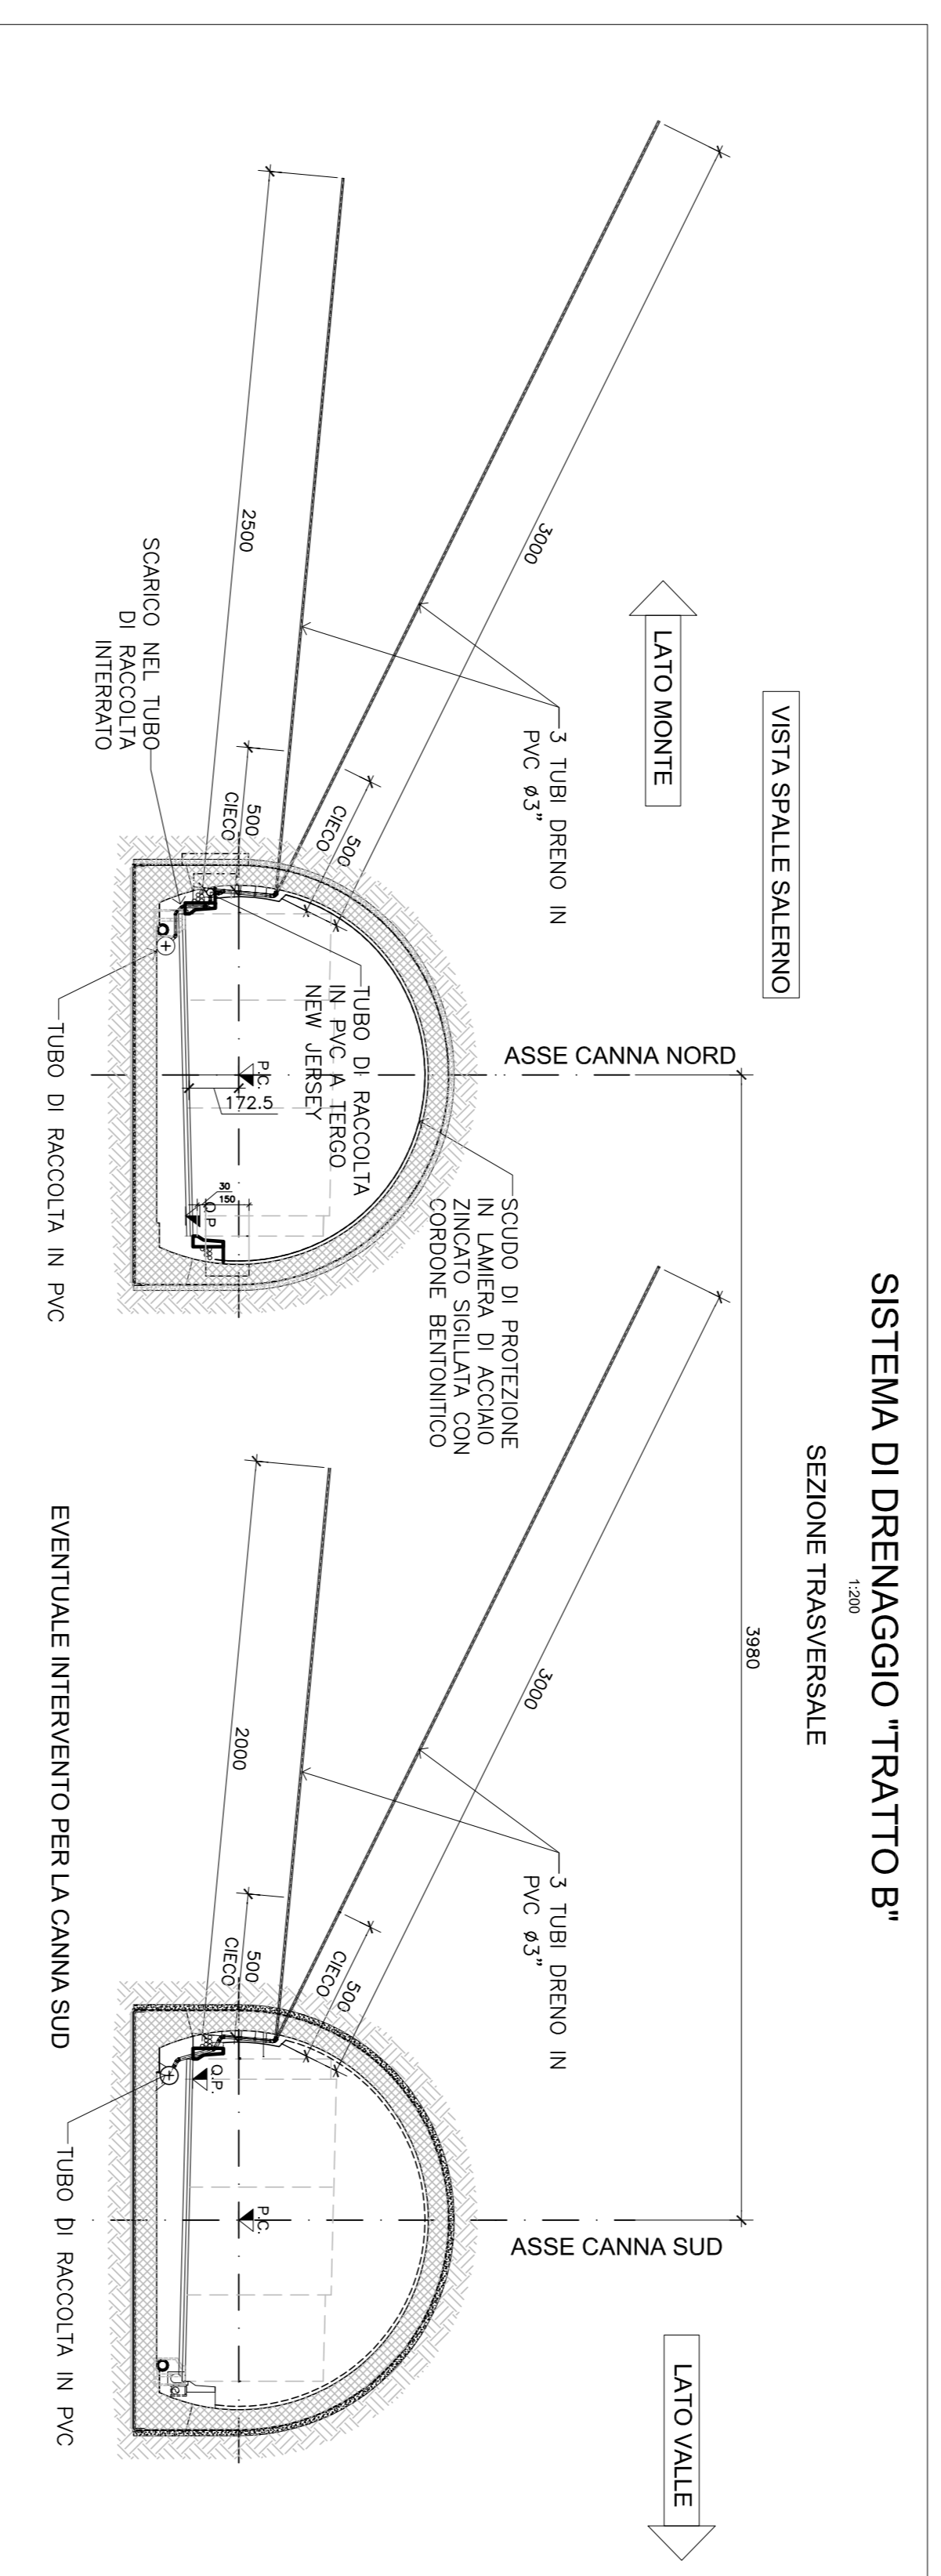 SISTEMA DI DRENAGGIO "TRATTO B"
1:200
SEZIONE TRASVERSALE
VISTA SPALLE SALERNO
LATO MONTE
LATO VALLE
3980
ASSE CANNA NORD
ASSE CANNA SUD
3000
3 TUBI DRENO IN
PVC ø3"
2500
500
CIECO
500
CIECO
SCARICO NEL TUBO
DI RACCOLTA
INTERRATO
TUBO DI RACCOLTA
IN PVC A TERGO
NEW JERSEY
SCUDO DI PROTEZIONE
IN LAMIERA DI ACCIAIO
ZINCATO SIGILLATA CON
CORDONE BENTONITICO
P.C.
172.5
30
150
Q.P.
TUBO DI RACCOLTA IN PVC
3000
3 TUBI DRENO IN
PVC ø3"
2000
500
CIECO
500
CIECO
Q.P.
P.C.
TUBO DI RACCOLTA IN PVC
EVENTUALE INTERVENTO PER LA CANNA SUD